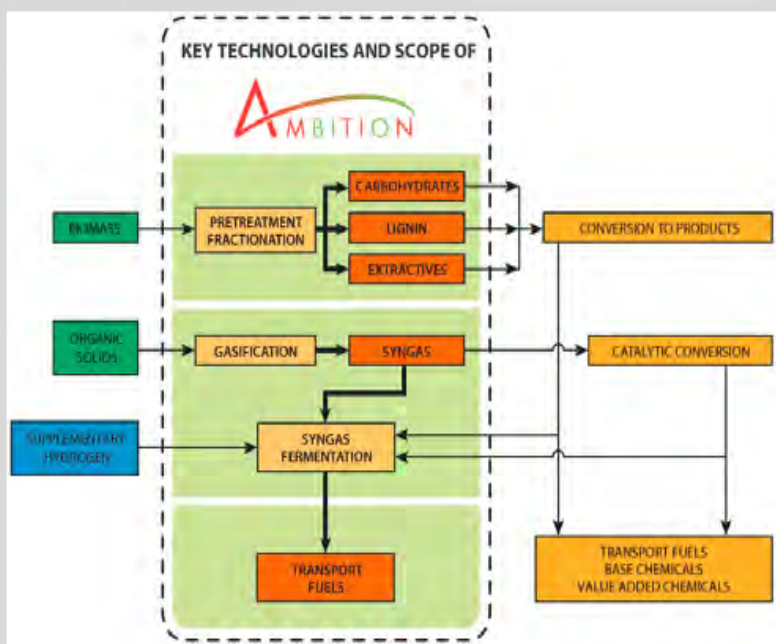 KEY TECHNOLOGIES AND SCOPE OF
AMBITION
BIOMASS
PRETREATMENT
FRACTIONATION
CARBOHYDRATES
LIGNIN
EXTRACTIVES
CONVERSION TO PRODUCTS
ORGANIC
SOLIDS
GASIFICATION
SYNGAS
CATALYTIC CONVERSION
SUPPLEMENTARY
HYDROGEN
SYNGAS
FERMENTATION
TRANSPORT
FUELS
TRANSPORT FUELS
BASE CHEMICALS
VALUE ADDED CHEMICALS